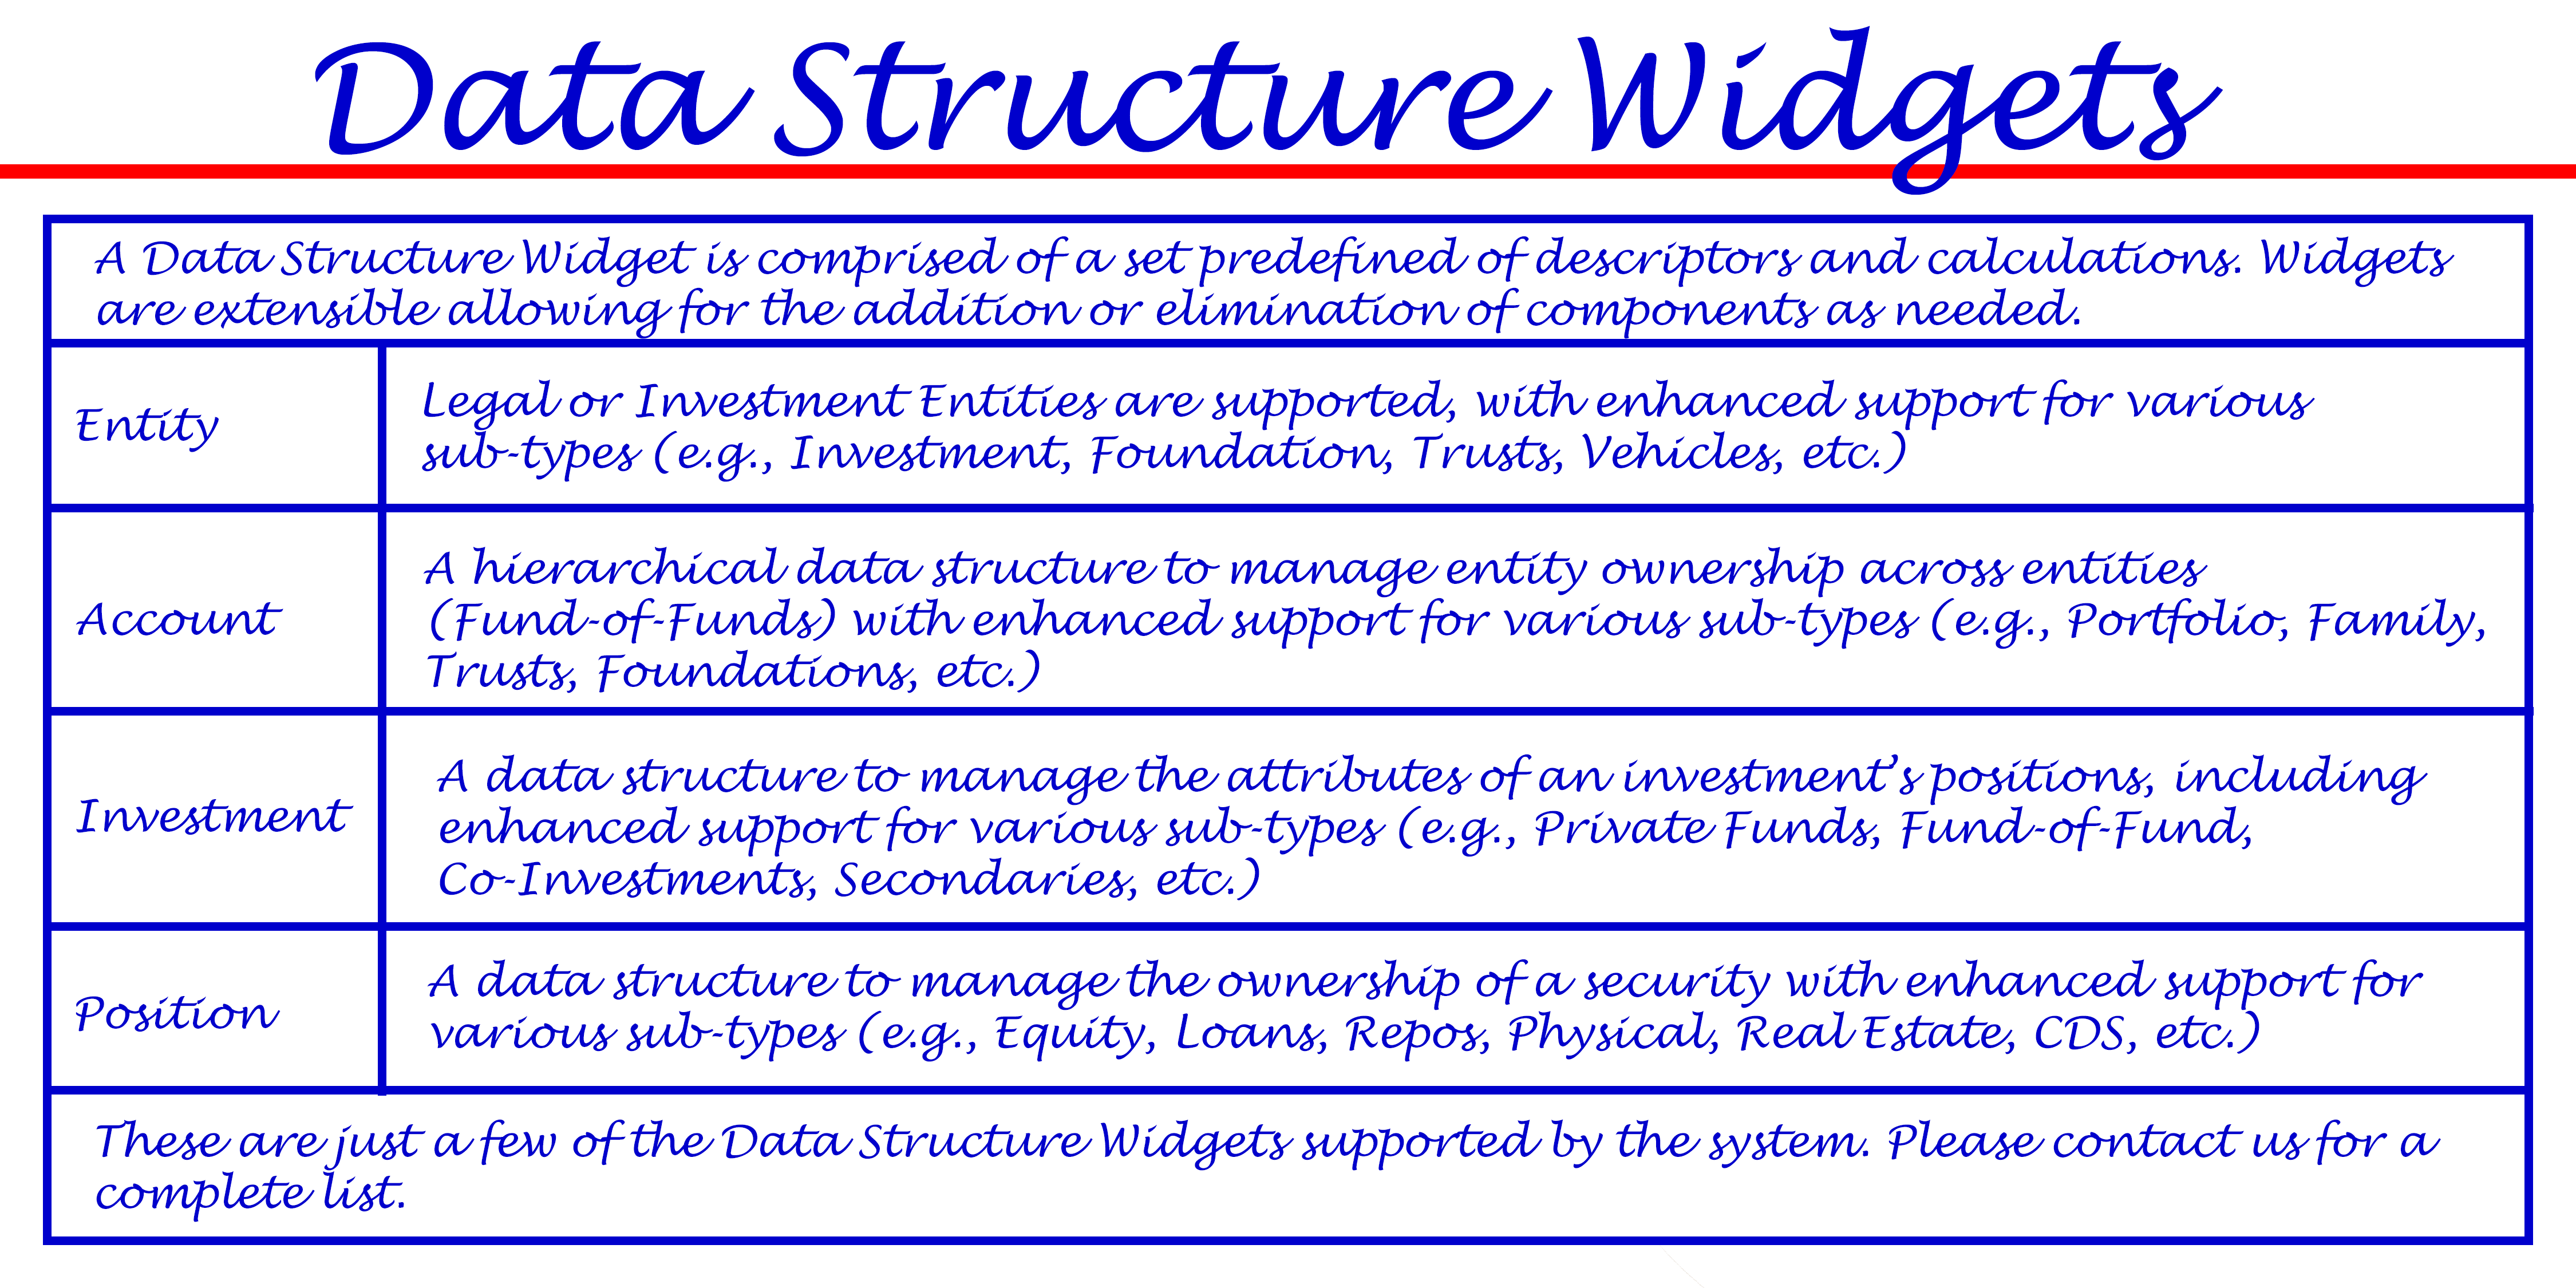 Data Structure Widgets
A Data Structure Widget is comprised of a set predefined of descriptors and calculations. Widgets
are extensible allowing for the addition or elimination of components as needed.
Entity
Legal or Investment Entities are supported, with enhanced support for various
sub-types (e.g., Investment, Foundation, Trusts, Vehicles, etc.)
Account
A hierarchical data structure to manage entity ownership across entities
(Fund-of-Funds) with enhanced support for various sub-types (e.g., Portfolio, Family,
Trusts, Foundations, etc.)
Investment
A data structure to manage the attributes of an investment’s positions, including
enhanced support for various sub-types (e.g., Private Funds, Fund-of-Fund,
Co-Investments, Secondaries, etc.)
Position
A data structure to manage the ownership of a security with enhanced support for
various sub-types (e.g., Equity, Loans, Repos, Physical, Real Estate, CDS, etc.)
These are just a few of the Data Structure Widgets supported by the system. Please contact us for a
complete list.